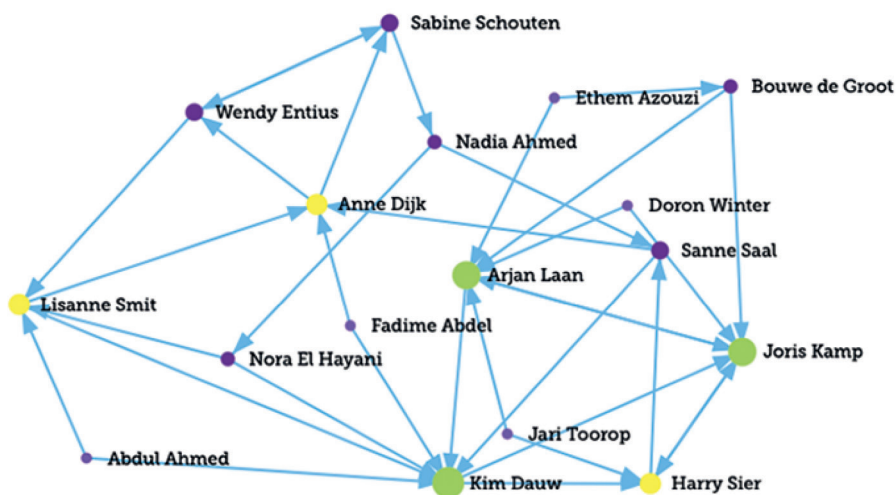 Sabine Schouten
Bouwe de Groot
Ethem Azouzi
Wendy Entius
Nadia Ahmed
Anne Dijk
Doron Winter
Sanne Saal
Arjan Laan
Lisanne Smit
Fadime Abdel
Joris Kamp
Nora El Hayani
Jari Toorop
Abdul Ahmed
Kim Dauw
Harry Sier